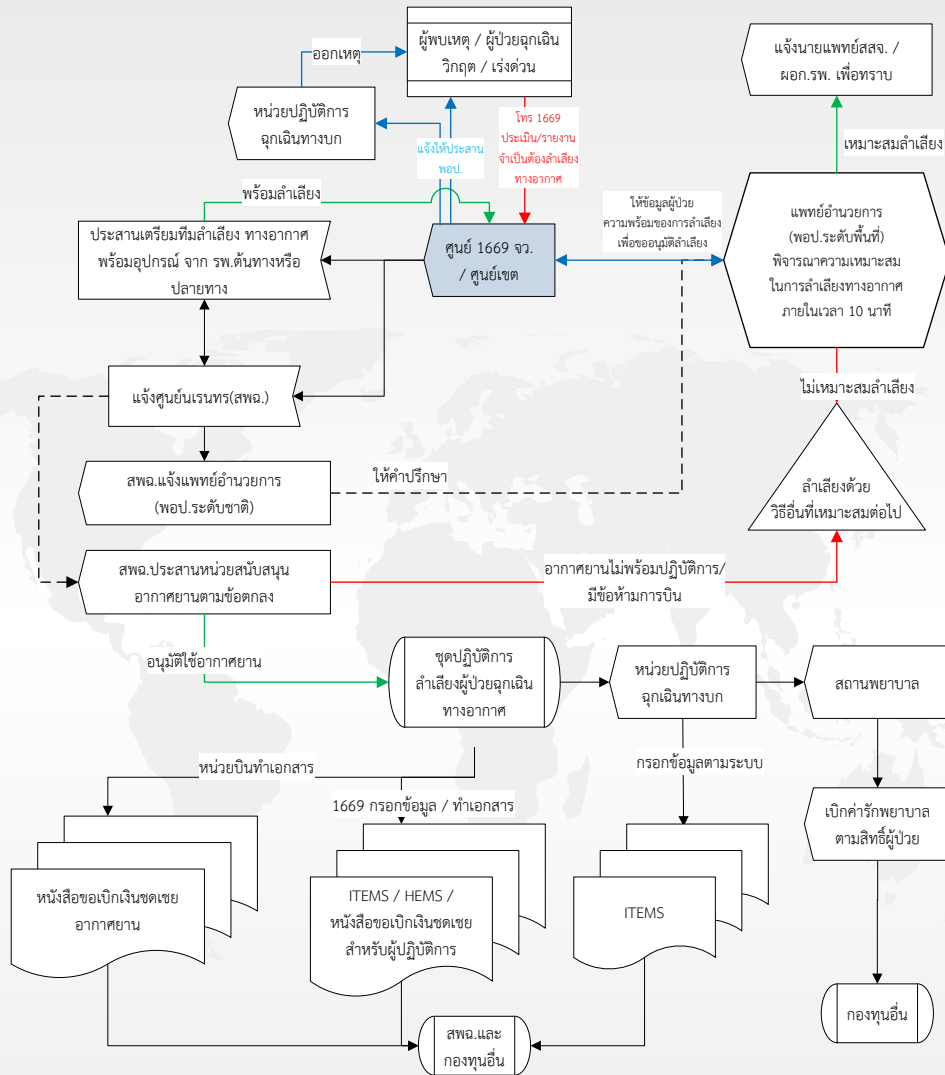 ออกเหตุ
ผู้พบเหตุ / ผู้ป่วยฉุกเฉิน
วิกฤต / เร่งด่วน
แจ้งนายแพทย์สสจ. /
ผอก.รพ. เพื่อทราบ
หน่วยปฏิบัติการ
ฉุกเฉินทางบก
แจ้งให้ประสาน
พอป.
โทร 1669
ประเมิน/รายงาน
จำเป็นต้องลำเลียง
ทางอากาศ
เหมาะสมลำเลียง
พร้อมลำเลียง
ประสานเตรียมทีมลำเลียง ทางอากาศ
พร้อมอุปกรณ์ จาก รพ.ต้นทางหรือ
ปลายทาง
ศูนย์ 1669 จว.
/ ศูนย์เขต
ให้ข้อมูลผู้ป่วย
ความพร้อมของการลำเลียง
เพื่อขออนุมัติลำเลียง
แพทย์อำนวยการ
(พอป.ระดับพื้นที่)
พิจารณาความเหมาะสม
ในการลำเลียงทางอากาศ
ภายในเวลา 10 นาที
แจ้งศูนย์นเรนทร(สพฉ.)
ไม่เหมาะสมลำเลียง
สพฉ.แจ้งแพทย์อำนวยการ
(พอป.ระดับชาติ)
ให้คำปรึกษา
ลำเลียงด้วย
วิธีอื่นที่เหมาะสมต่อไป
สพฉ.ประสานหน่วยสนับสนุน
อากาศยานตามข้อตกลง
อากาศยานไม่พร้อมปฏิบัติการ/
มีข้อห้ามการบิน
อนุมัติใช้อากาศยาน
ชุดปฏิบัติการ
ลำเลียงผู้ป่วยฉุกเฉิน
ทางอากาศ
หน่วยปฏิบัติการ
ฉุกเฉินทางบก
สถานพยาบาล
หน่วยบินทำเอกสาร
กรอกข้อมูลตามระบบ
1669 กรอกข้อมูล / ทำเอกสาร
เบิกค่ารักพยาบาล
ตามสิทธิ์ผู้ป่วย
หนังสือขอเบิกเงินชดเชย
อากาศยาน
ITEMS / HEMS /
หนังสือขอเบิกเงินชดเชย
สำหรับผู้ปฏิบัติการ
ITEMS
กองทุนอื่น
สพฉ.และ
กองทุนอื่น